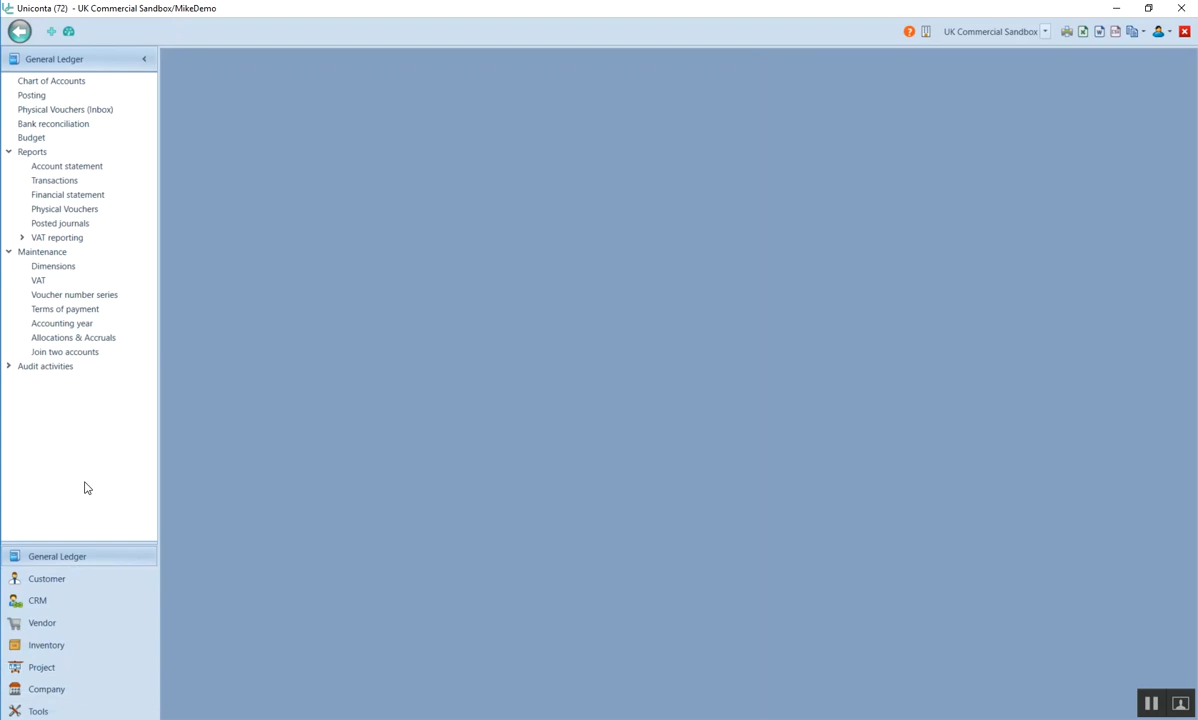 Uniconta (72) - UK Commercial Sandbox/MikeDemo
UK Commercial Sandbox
General Ledger
Chart of Accounts
Posting
Physical Vouchers (Inbox)
Bank reconciliation
Budget
Reports
Account statement
Transactions
Financial statement
Physical Vouchers
Posted journals
VAT reporting
Maintenance
Dimensions
VAT
Voucher number series
Terms of payment
Accounting year
Allocations & Accruals
Join two accounts
Audit activities
General Ledger
Customer
CRM
Vendor
Inventory
Project
Company
Tools